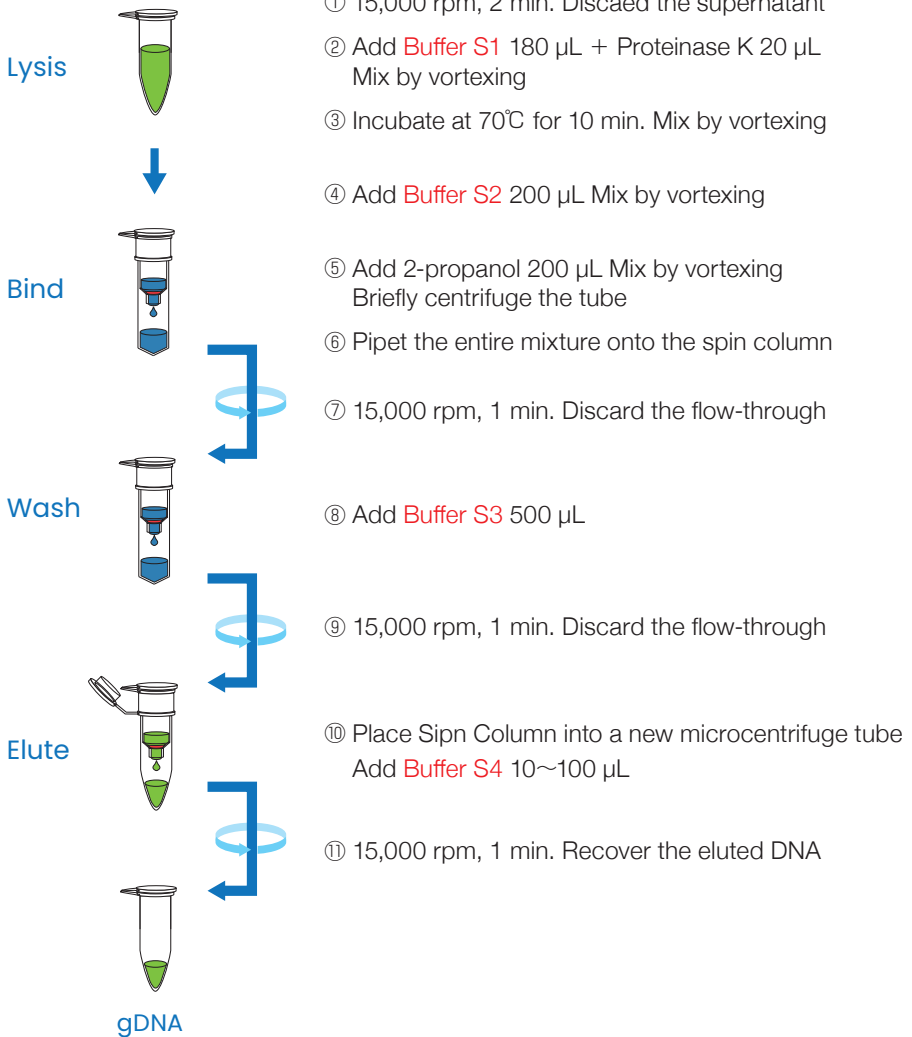 ① 15,000 rpm, 2 min. Discaed the supernatant
Lysis
② Add Buffer S1 180 µL + Proteinase K 20 µL
Mix by vortexing
③ Incubate at 70℃ for 10 min. Mix by vortexing
④ Add Buffer S2 200 µL Mix by vortexing
Bind
⑤ Add 2-propanol 200 µL Mix by vortexing
Briefly centrifuge the tube
⑥ Pipet the entire mixture onto the spin column
⑦ 15,000 rpm, 1 min. Discard the flow-through
Wash
⑧ Add Buffer S3 500 µL
⑨ 15,000 rpm, 1 min. Discard the flow-through
Elute
⑩ Place Sipn Column into a new microcentrifuge tube
Add Buffer S4 10～100 µL
⑪ 15,000 rpm, 1 min. Recover the eluted DNA
gDNA